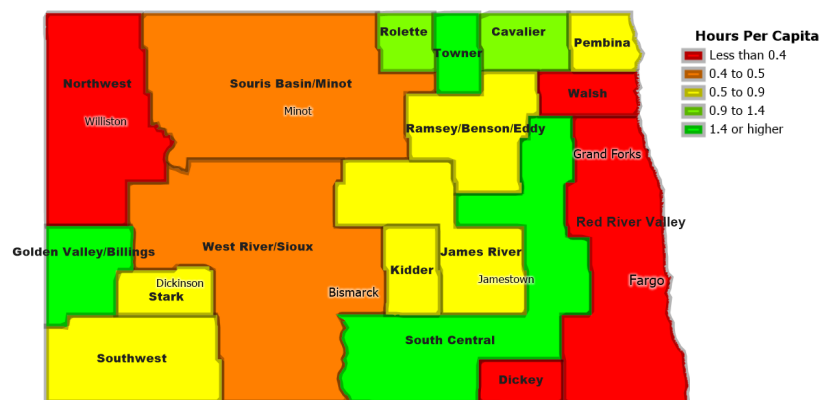 Hours Per Capita
Less than 0.4
0.4 to 0.5
0.5 to 0.9
0.9 to 1.4
1.4 or higher
Rolette
Cavalier
Pembina
Towner
Northwest
Souris Basin/Minot
Walsh
Minot
Williston
Ramsey/Benson/Eddy
Grand Forks
Red River Valley
Golden Valley/Billings
West River/Sioux
James River
Kidder
Dickinson
Jamestown
Fargo
Stark
Bismarck
South Central
Southwest
Dickey